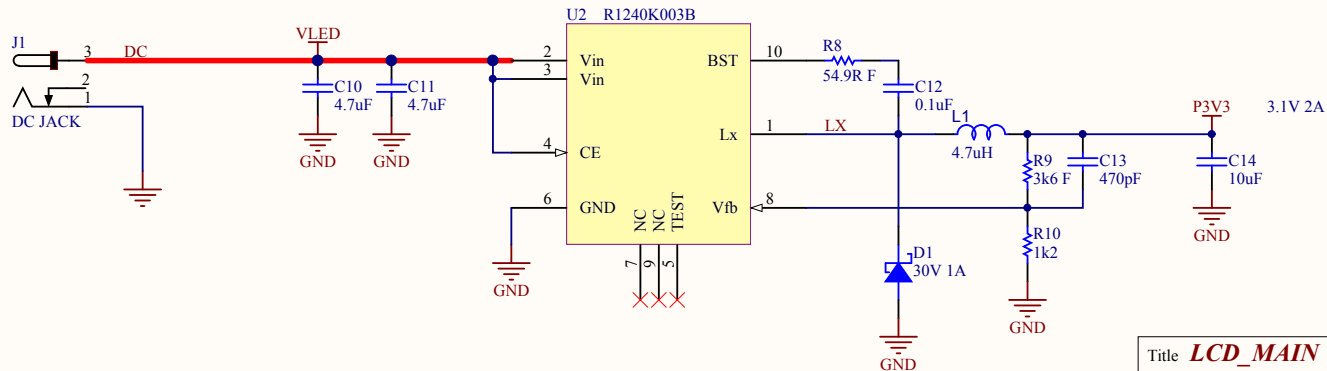 U2 R1240K003B
J1
3
DC
VLED
2
1
DC JACK
GND
C10
4.7uF
GND
C11
4.7uF
GND
2
Vin
3
Vin
4
CE
6
GND
BST
10
Lx
1
Vfb
8
NC
NC
TEST
7
9
5
R8
54.9R F
C12
0.1uF
LX
L1
4.7uH
R9
3k6 F
C13
470pF
P3V3
3.1V 2A
C14
10uF
GND
R10
1k2
GND
D1
30V 1A
GND
Title LCD_MAIN